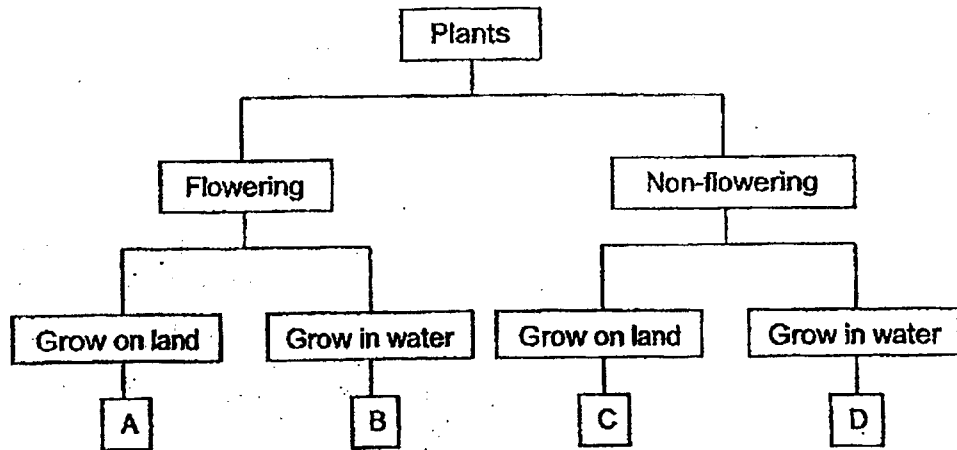 Plants
Flowering
Non-flowering
Grow on land
Grow in water
Grow on land
Grow in water
A
B
C
D